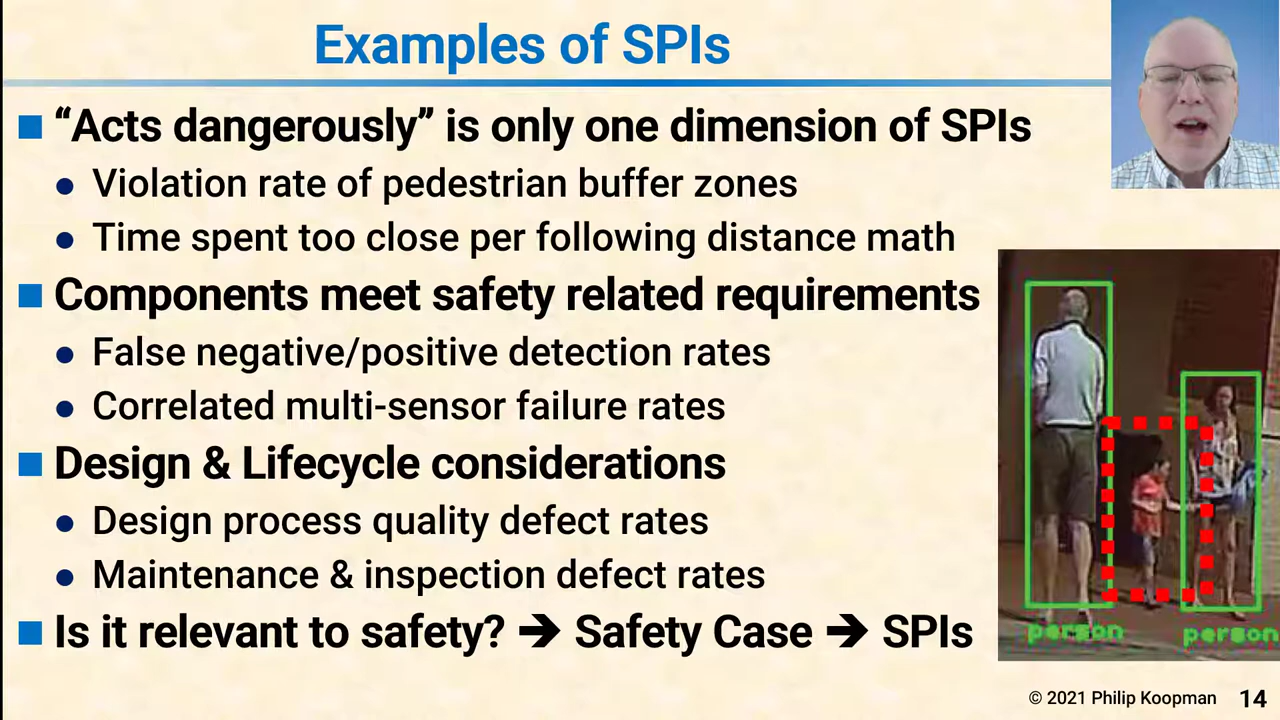 Examples of SPIs
“Acts dangerously” is only one dimension of SPIs
Violation rate of pedestrian buffer zones
Time spent too close per following distance math
Components meet safety related requirements
False negative/positive detection rates
Correlated multi-sensor failure rates
Design & Lifecycle considerations
Design process quality defect rates
Maintenance & inspection defect rates
Is it relevant to safety? ➔ Safety Case ➔ SPIs
person
person
© 2021 Philip Koopman 14